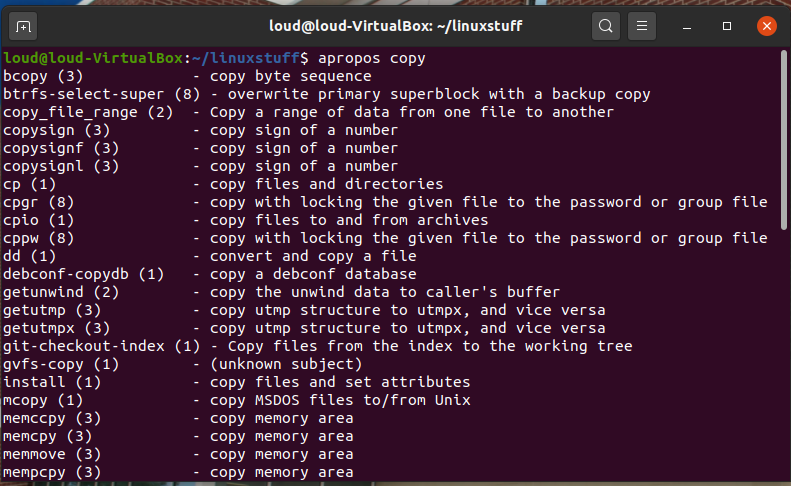 loud@loud-VirtualBox: ~/linuxstuff
loud@loud-VirtualBox:~/linuxstuff$ apropos copy
bcopy (3)            - copy byte sequence
btrfs-select-super (8) - overwrite primary superblock with a backup copy
copy_file_range (2)  - Copy a range of data from one file to another
copysign (3)         - copy sign of a number
copysignf (3)        - copy sign of a number
copysignl (3)        - copy sign of a number
cp (1)               - copy files and directories
cpgr (8)             - copy with locking the given file to the password or group file
cpio (1)             - copy files to and from archives
cppw (8)             - copy with locking the given file to the password or group file
dd (1)               - convert and copy a file
debconf-copydb (1)   - copy a debconf database
getunwind (2)        - copy the unwind data to caller's buffer
getutmp (3)          - copy utmp structure to utmpx, and vice versa
getutmpx (3)         - copy utmp structure to utmpx, and vice versa
git-checkout-index (1) - Copy files from the index to the working tree
gvfs-copy (1)        - (unknown subject)
install (1)          - copy files and set attributes
mcopy (1)            - copy MSDOS files to/from Unix
memccpy (3)          - copy memory area
memcpy (3)           - copy memory area
memmove (3)          - copy memory area
mempcpy (3)          - copy memory area